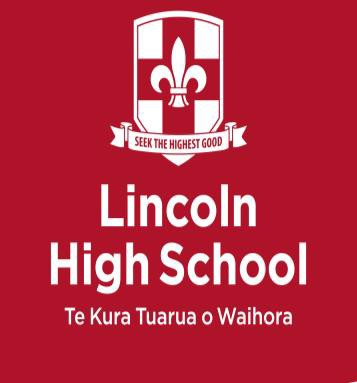 SEEK THE HIGHEST GOOD
Lincoln
High School
Te Kura Tuarua o Waihora